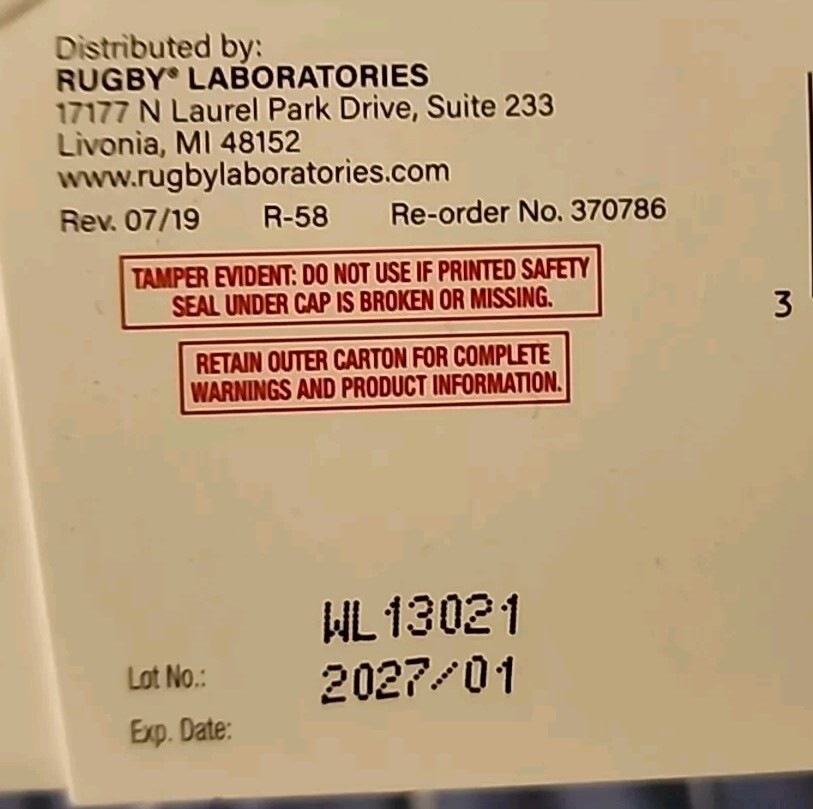 Distributed by:
RUGBY® LABORATORIES
17177 N Laurel Park Drive, Suite 233
Livonia, MI 48152
www.rugbylaboratories.com
Rev. 07/19 R-58 Re-order No. 370786
TAMPER EVIDENT: DO NOT USE IF PRINTED SAFETY
SEAL UNDER CAP IS BROKEN OR MISSING.
3
RETAIN OUTER CARTON FOR COMPLETE
WARNINGS AND PRODUCT INFORMATION.
WL13021
Lot No.: 2027/01
Exp. Date: